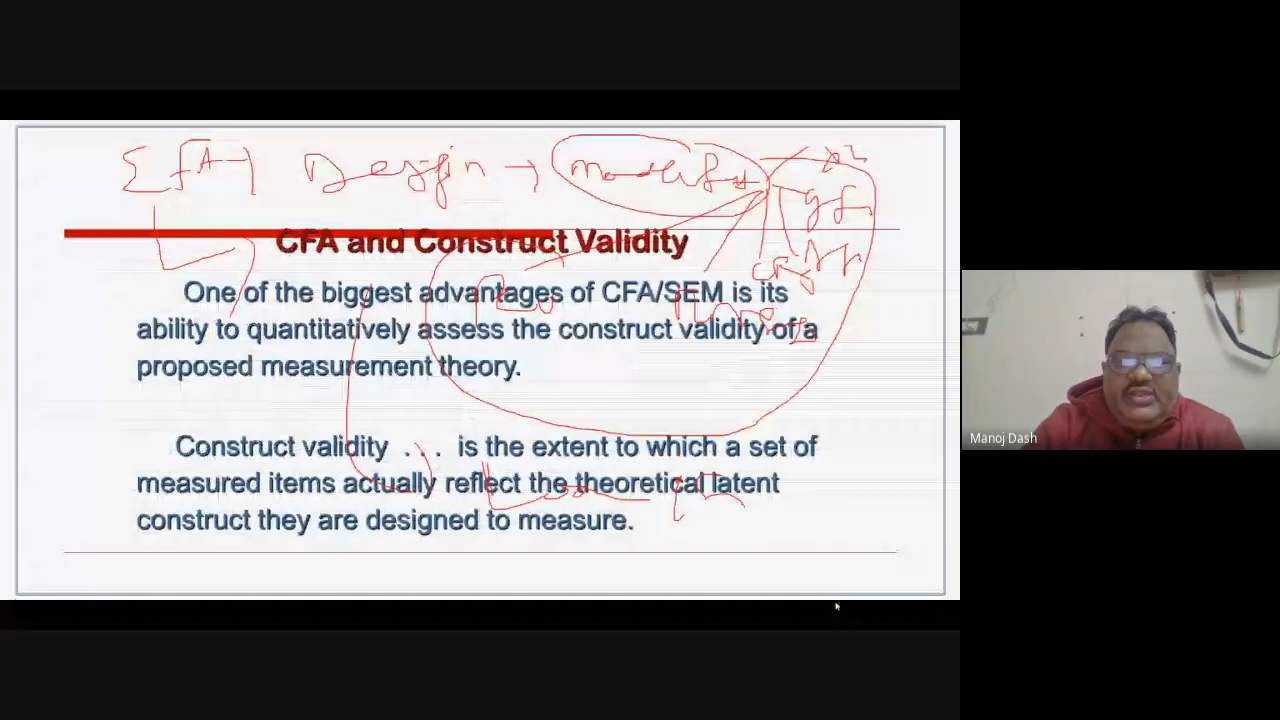 Design →
CFA and Construct Validity
One of the biggest advantages of CFA/SEM is its
ability to quantitatively assess the construct validity of a
proposed measurement theory.
Construct validity . . . is the extent to which a set of
measured items actually reflect the theoretical latent
construct they are designed to measure.
Manoj Dash